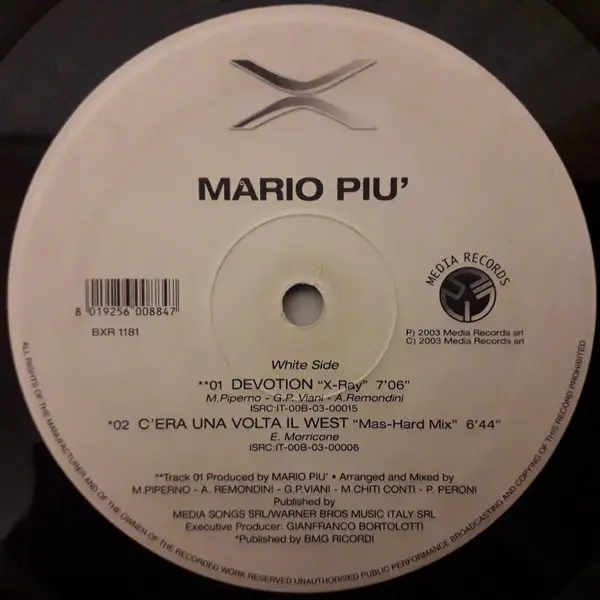 X
MARIO PIU'
MEDIA RECORDS
8 019256 008847
BXR 1181
P) 2003 Media Records srl
C) 2003 Media Records srl
White Side
**01 DEVOTION “X-Ray” 7'06”
M.Piperno - G.P. Viani - A.Remondini
ISRC:IT-00B-03-00015
*02 C'ERA UNA VOLTA IL WEST “Mas-Hard Mix” 6'44”
E. Morricone
ISRC:IT-00B-03-00006
**Track 01 Produced by MARIO PIU' • Arranged and Mixed by
M.PIPERNO - A. REMONDINI - G.P.VIANI - M.CHITI CONTI - P. PERONI
Published by
MEDIA SONGS SRL/WARNER BROS MUSIC ITALY SRL
Executive Producer: GIANFRANCO BORTOLOTTI
*Published by BMG RICORDI
ALL RIGHTS OF THE MANUFACTURER AND OF THE OWNER OF THE RECORDED WORK RESERVED UNAUTHORISED PUBLIC PERFORMANCE BROADCASTING AND COPYING OF THIS RECORD PROHIBITED